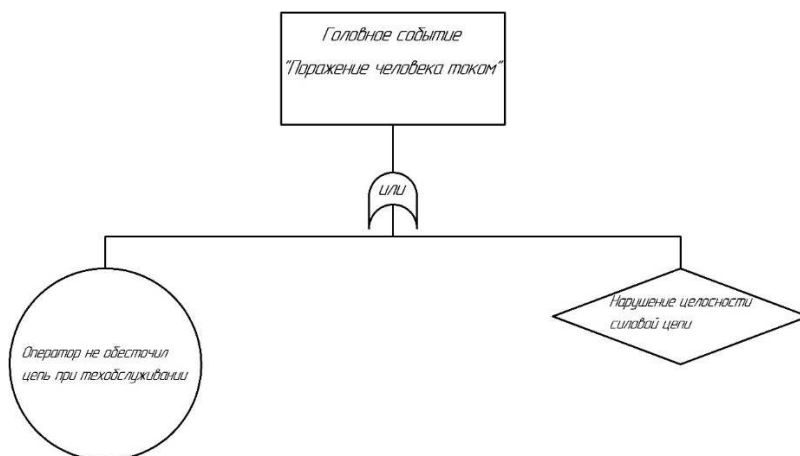 Головное событие
"Поражение человека током"
или
Нарушение целосности
силовой цепи
Оператор не обесточил
цепь при техобслуживании